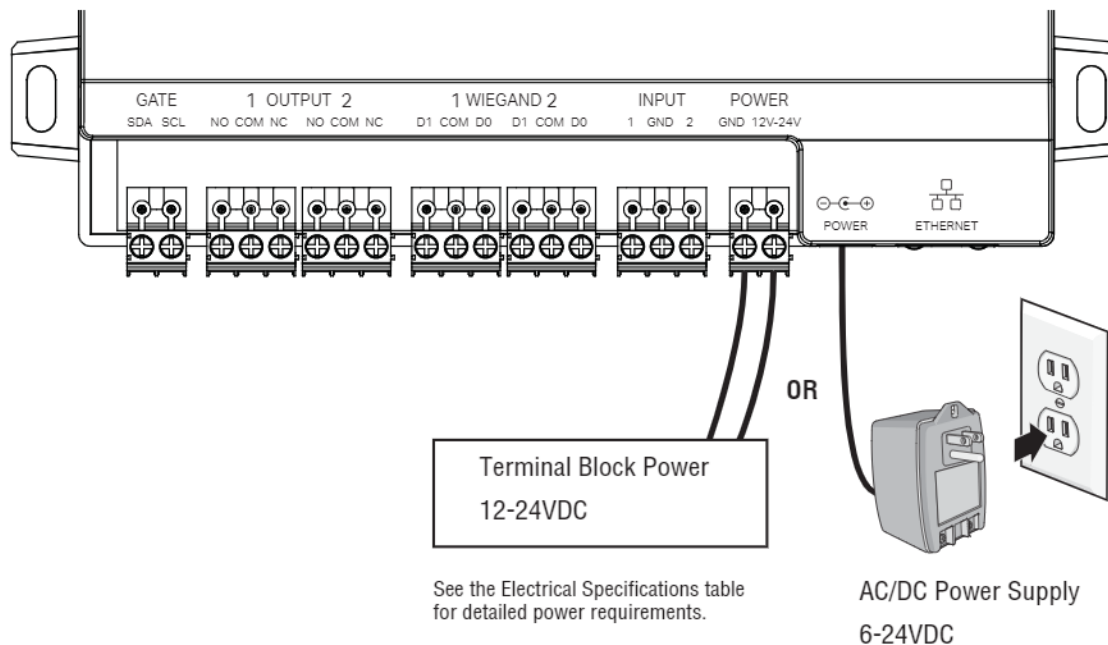 GATE
1 OUTPUT 2
1 WIEGAND 2
INPUT
POWER
SDA SCL
NO COM NC
NO COM NC
D1 COM D0
D1 COM D0
1 GND 2
GND 12V-24V
POWER
ETHERNET
OR
Terminal Block Power
12-24VDC
See the Electrical Specifications table
for detailed power requirements.
AC/DC Power Supply
6-24VDC